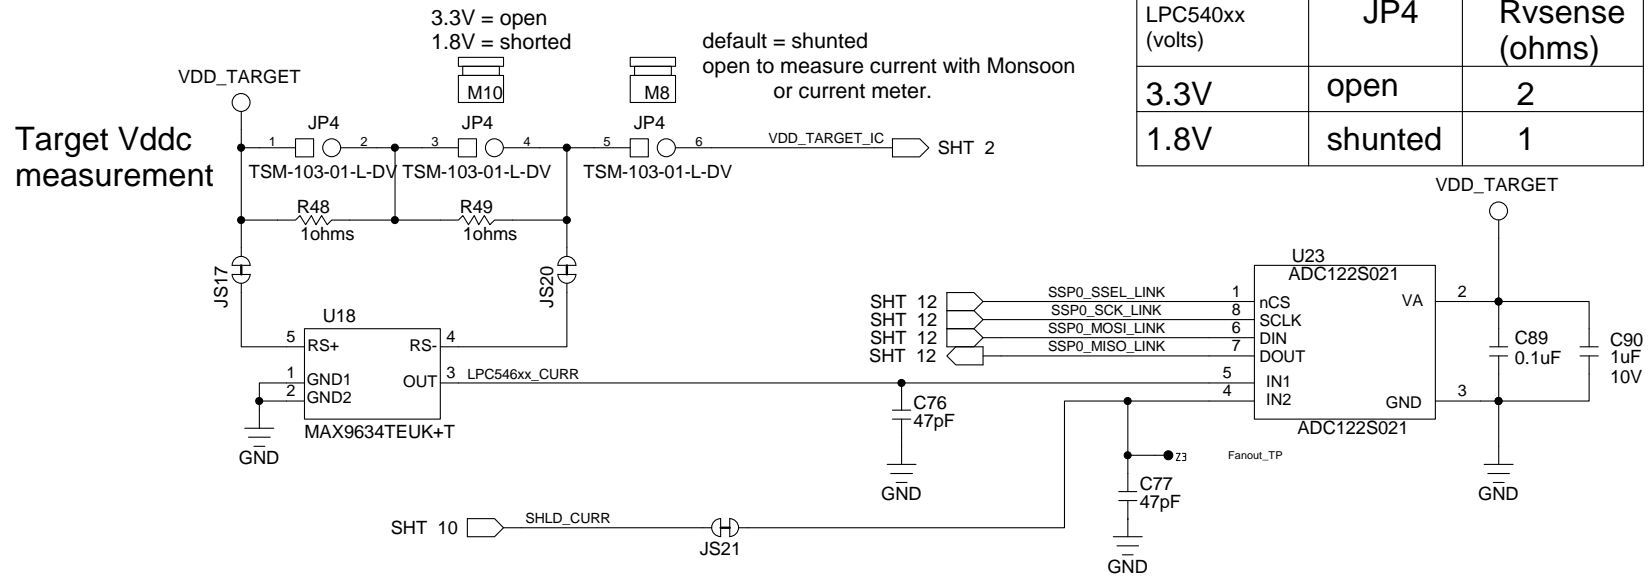 3.3V = open
1.8V = shorted
default = shunted
open to measure current with Monsoon
or current meter.
M10
M8
VDD_TARGET
Target Vddc
measurement
JP4
1
2
TSM-103-01-L-DV
JP4
3
4
TSM-103-01-L-DV
JP4
5
6
TSM-103-01-L-DV
VDD_TARGET_IC
SHT 2
R48
1ohms
R49
1ohms
JS17
JS20
U18
5
RS+
RS-
4
1
GND1
2
GND2
OUT
3
LPC546xx_CURR
MAX9634TEUK+T
GND
LPC540xx
(volts)
JP4
Rvsense
(ohms)
3.3V
open
2
1.8V
shunted
1
VDD_TARGET
U23
ADC122S021
SHT 12
SSP0_SSEL_LINK
1
nCS
SHT 12
SSP0_SCK_LINK
8
SCLK
SHT 12
SSP0_MOSI_LINK
6
DIN
SHT 12
SSP0_MISO_LINK
7
DOUT
5
IN1
4
IN2
VA
2
GND
3
ADC122S021
C89
0.1uF
C90
1uF
10V
GND
C76
47pF
GND
Z3
Fanout_TP
C77
47pF
GND
SHT 10
SHLD_CURR
JS21